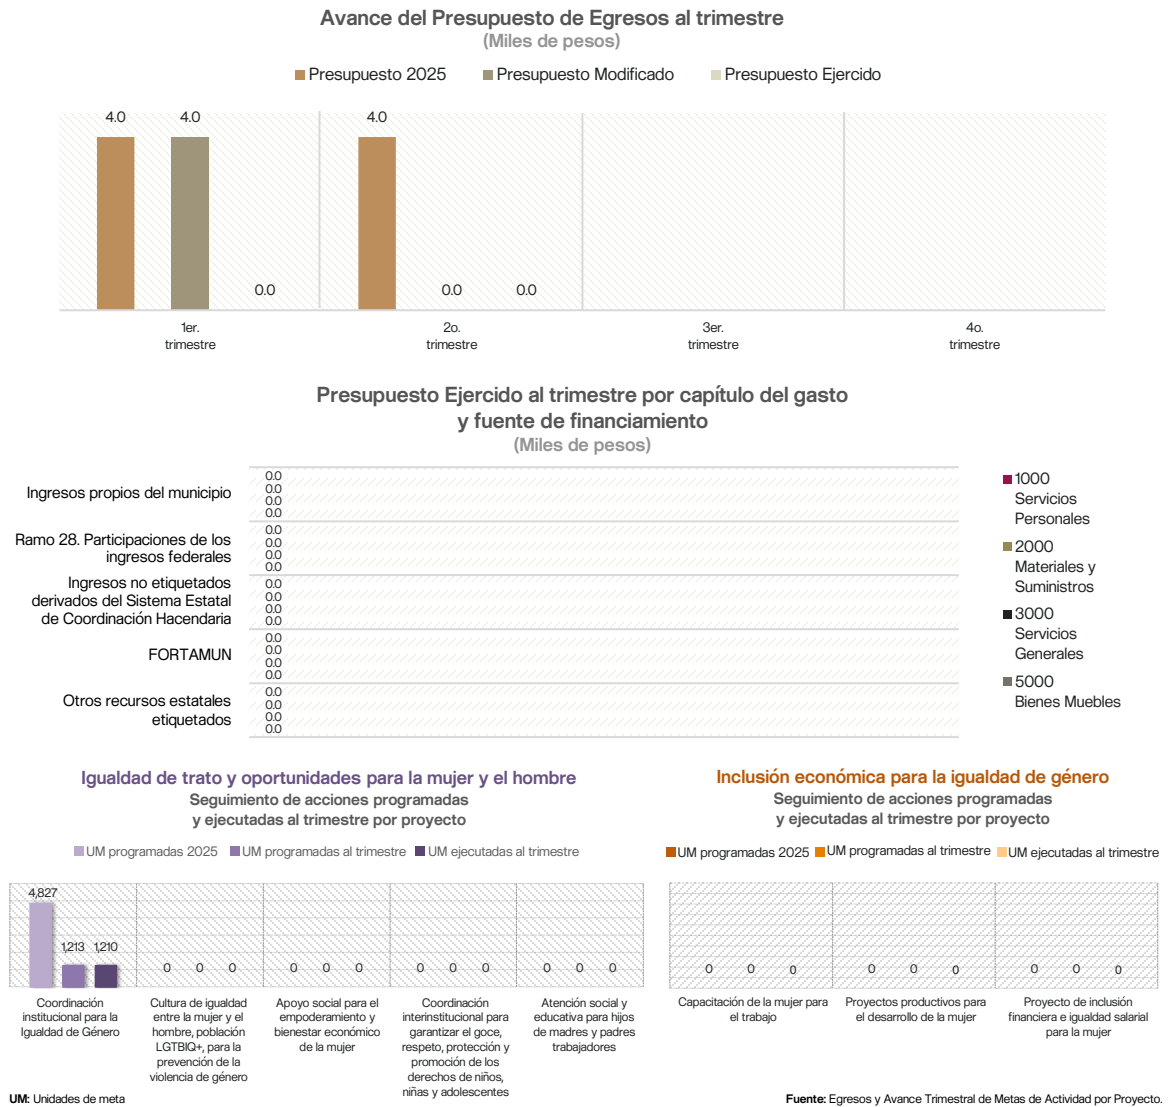 Avance del Presupuesto de Egresos al trimestre
(Miles de pesos)
Presupuesto 2025
Presupuesto Modificado
Presupuesto Ejercido
4.0
4.0
0.0
4.0
0.0
0.0
1er.
trimestre
2o.
trimestre
3er.
trimestre
4o.
trimestre
Presupuesto Ejercido al trimestre por capítulo del gasto
y fuente de financiamiento
(Miles de pesos)
Ingresos propios del municipio
0.0
0.0
0.0
0.0
Ramo 28. Participaciones de los
ingresos federales
0.0
0.0
0.0
0.0
Ingresos no etiquetados
derivados del Sistema Estatal
de Coordinación Hacendaria
0.0
0.0
0.0
0.0
FORTAMUN
0.0
0.0
0.0
0.0
Otros recursos estatales
etiquetados
0.0
0.0
0.0
0.0
1000
Servicios
Personales
2000
Materiales y
Suministros
3000
Servicios
Generales
5000
Bienes Muebles
Igualdad de trato y oportunidades para la mujer y el hombre
Seguimiento de acciones programadas
y ejecutadas al trimestre por proyecto
UM programadas 2025
UM programadas al trimestre
UM ejecutadas al trimestre
4,827
1,213
1,210
0
0
0
0
0
0
0
0
0
0
0
0
Coordinación
institucional para la
Igualdad de Género
Cultura de igualdad
entre la mujer y el
hombre, población
LGTBIQ+, para la
prevención de la
violencia de género
Apoyo social para el
empoderamiento y
bienestar económico
de la mujer
Coordinación
interinstitucional para
garantizar el goce,
respeto, protección y
promoción de los
derechos de niños,
niñas y adolescentes
Atención social y
educativa para hijos
de madres y padres
trabajadores
Inclusión económica para la igualdad de género
Seguimiento de acciones programadas
y ejecutadas al trimestre por proyecto
UM programadas 2025
UM programadas al trimestre
UM ejecutadas al trimestre
0
0
0
0
0
0
0
0
0
Capacitación de la mujer para
el trabajo
Proyectos productivos para
el desarrollo de la mujer
Proyecto de inclusión
financiera e igualdad salarial
para la mujer
UM: Unidades de meta
Fuente: Egresos y Avance Trimestral de Metas de Actividad por Proyecto.